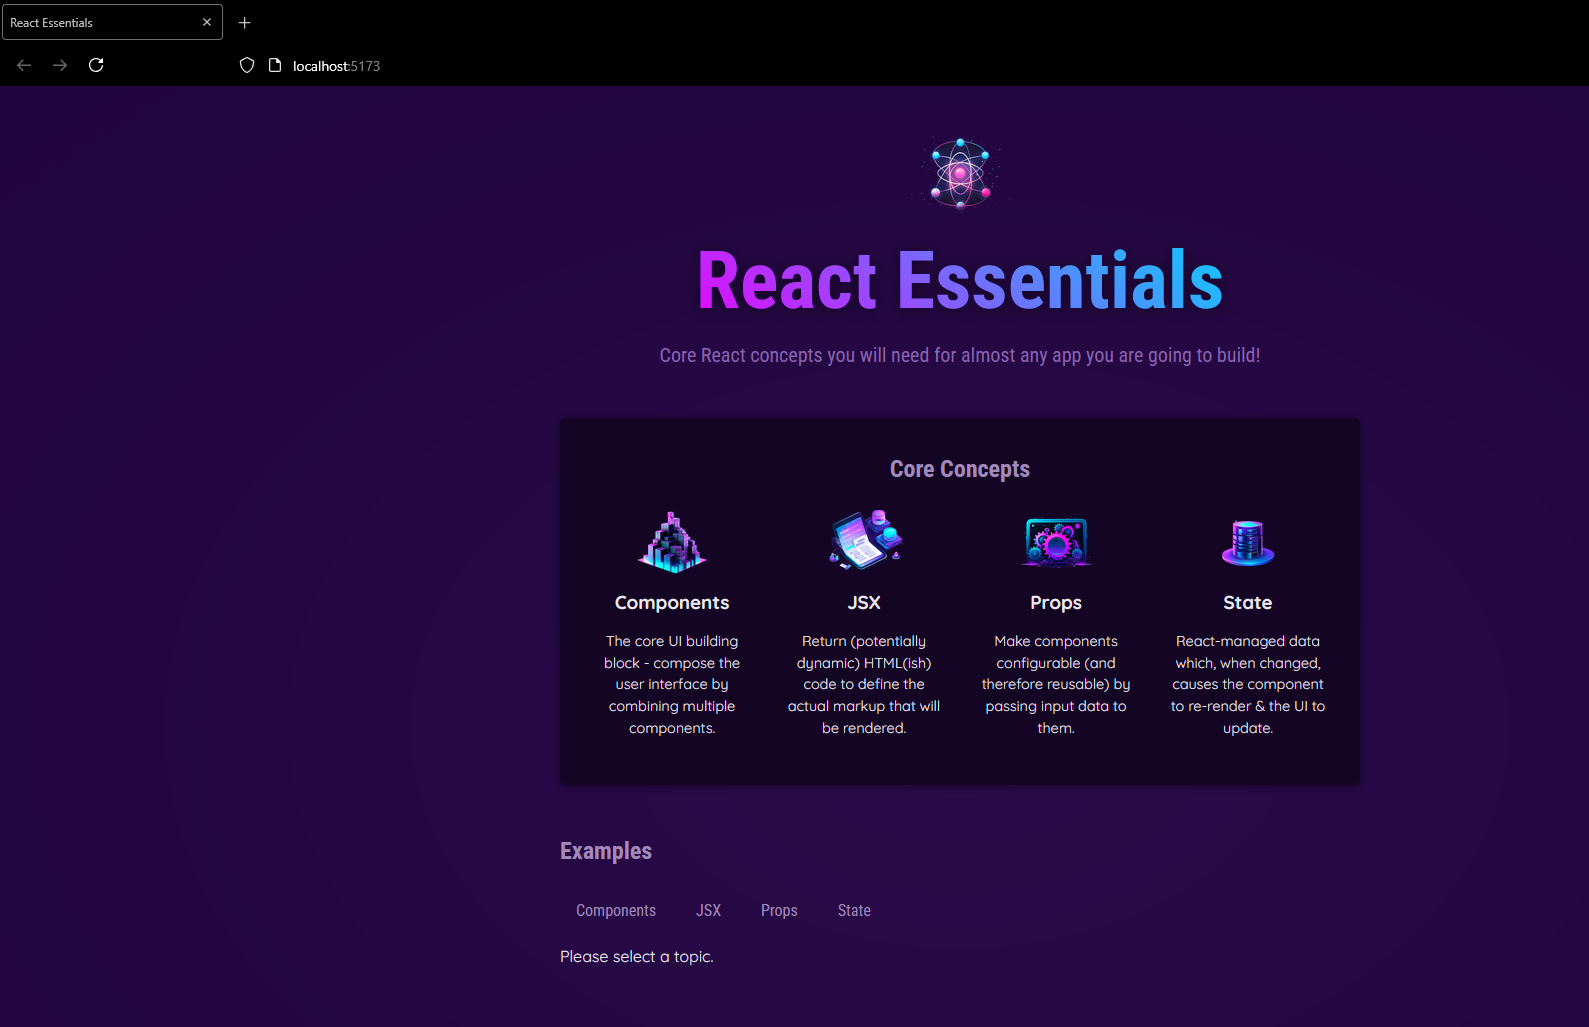 React Essentials
localhost:5173
React Essentials
Core React concepts you will need for almost any app you are going to build!
Core Concepts
Components
The core UI building
block - compose the
user interface by
combining multiple
components.
JSX
Return (potentially
dynamic) HTML(ish)
code to define the
actual markup that will
be rendered.
Props
Make components
configurable (and
therefore reusable) by
passing input data to
them.
State
React-managed data
which, when changed,
causes the component
to re-render & the UI to
update.
Examples
Components JSX Props State
Please select a topic.